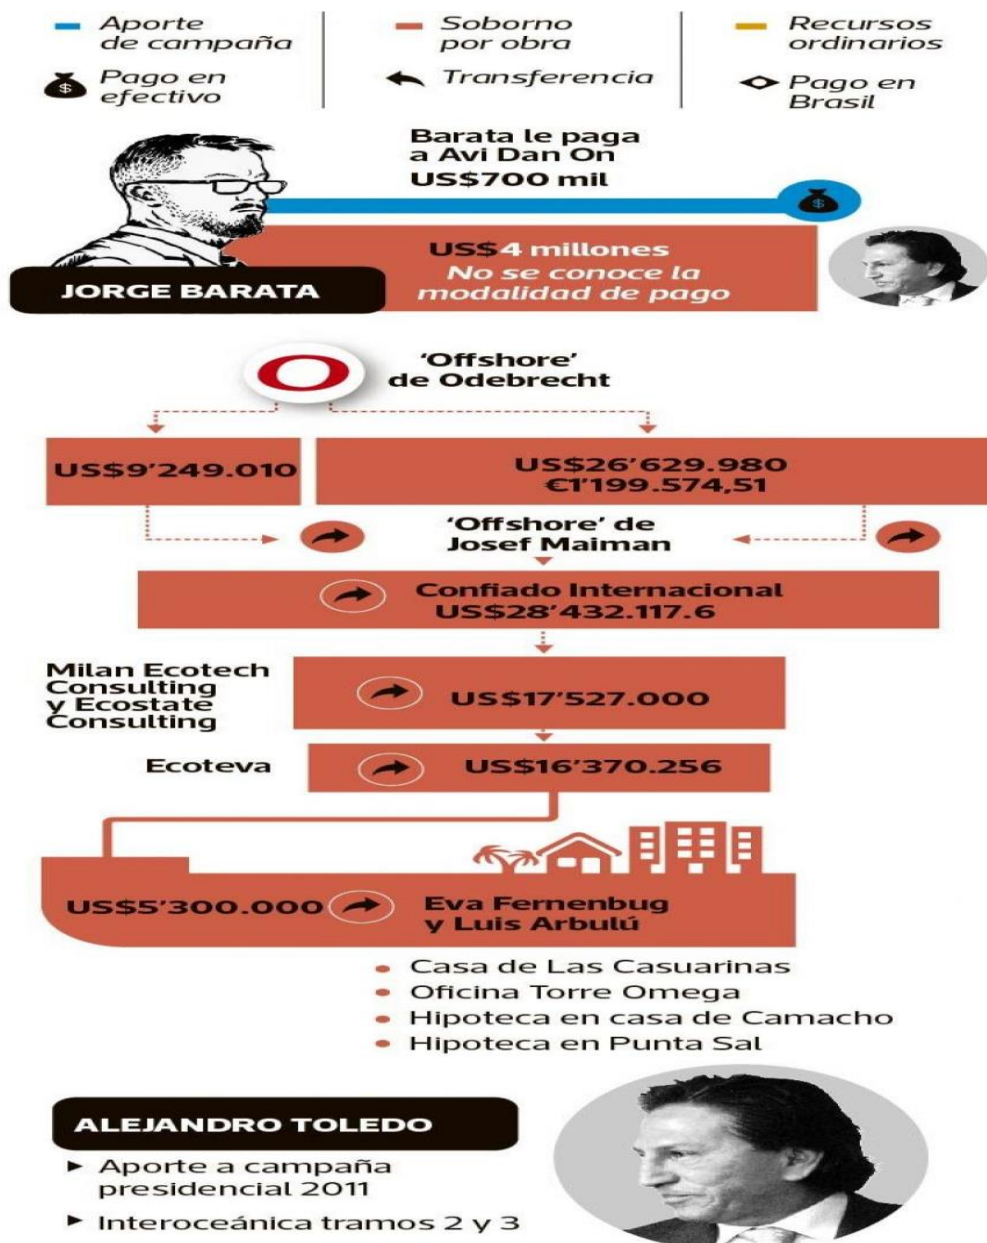 Aporte
de campaña
Soborno
por obra
Recursos
ordinarios
Pago en
efectivo
Transferencia
Pago en
Brasil
Barata le paga
a Avi Dan On
US$700 mil
US$4 millones
No se conoce la
modalidad de pago
JORGE BARATA
'Offshore'
de Odebrecht
US$9'249.010
US$26'629.980
€1'199.574,51
'Offshore' de
Josef Maiman
Confiado Internacional
US$28'432.117.6
Milan Ecotech
Consulting
y Ecostate
Consulting
US$17'527.000
Ecoteva
US$16'370.256
US$5'300.000
Eva Fernenbug
y Luis Arbulú
• Casa de Las Casuarinas
• Oficina Torre Omega
• Hipoteca en casa de Camacho
• Hipoteca en Punta Sal
ALEJANDRO TOLEDO
▸ Aporte a campaña
presidencial 2011
▸ Interoceánica tramos 2 y 3